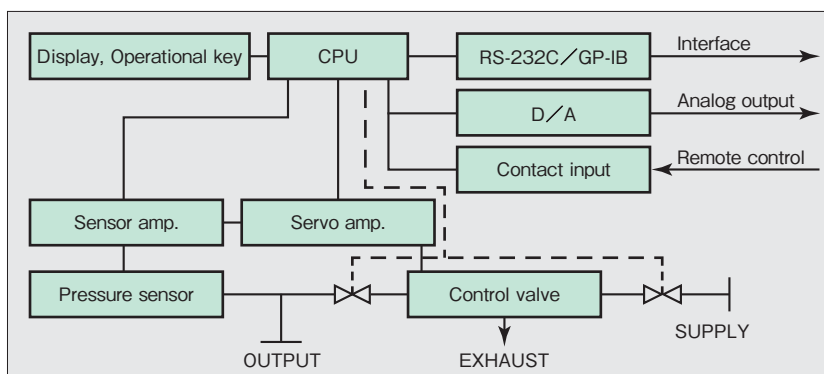 Display, Operational key
CPU
RS-232C／GP-IB
Interface
D／A
Analog output
Contact input
Remote control
Sensor amp.
Servo amp.
Pressure sensor
Control valve
SUPPLY
OUTPUT
EXHAUST